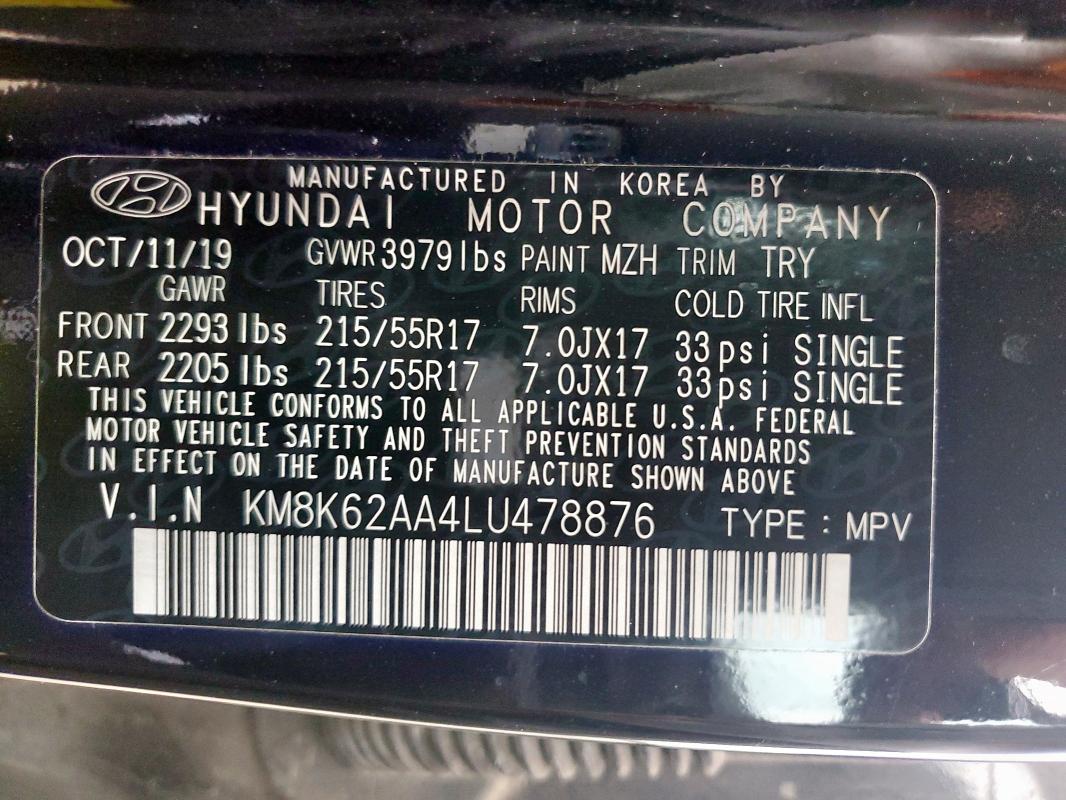 MANUFACTURED IN KOREA BY
HYUNDAI MOTOR COMPANY
OCT/11/19 GVWR 3979lbs PAINT MZH TRIM TRY
GAWR TIRES RIMS COLD TIRE INFL
FRONT 2293 lbs 215/55R17 7.0JX17 33psi SINGLE
REAR 2205 lbs 215/55R17 7.0JX17 33psi SINGLE
THIS VEHICLE CONFORMS TO ALL APPLICABLE U.S.A. FEDERAL
MOTOR VEHICLE SAFETY AND THEFT PREVENTION STANDARDS
IN EFFECT ON THE DATE OF MANUFACTURE SHOWN ABOVE
V.I.N KM8K62AA4LU478876 TYPE : MPV